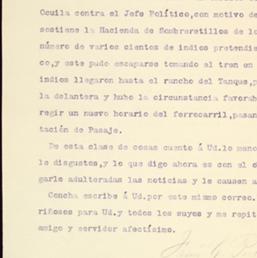 Ocuila contra el Jefe Político,con motivo de
sostiene la Hacienda de Sombreretillos de lo
número de varios cientos de indios pretendie
co,y este pudo escaparse tomando el tren en
indios llegaron hasta el rancho del Tanque,p
la delantera y hubo la circunstancia favorab
regir un nuevo horario del ferrocarril,pasan
tación de Pasaje.
De esta clase de cosas cuento á Ud.lo meno
le disgustes,y lo que digo ahora es con el o
garle adulteradas las noticias y le causen a
Concha escribe á Ud.por este mismo correo.
riñosos para Ud.y todos los suyos y me repit
amigo y servidor afectísimo.